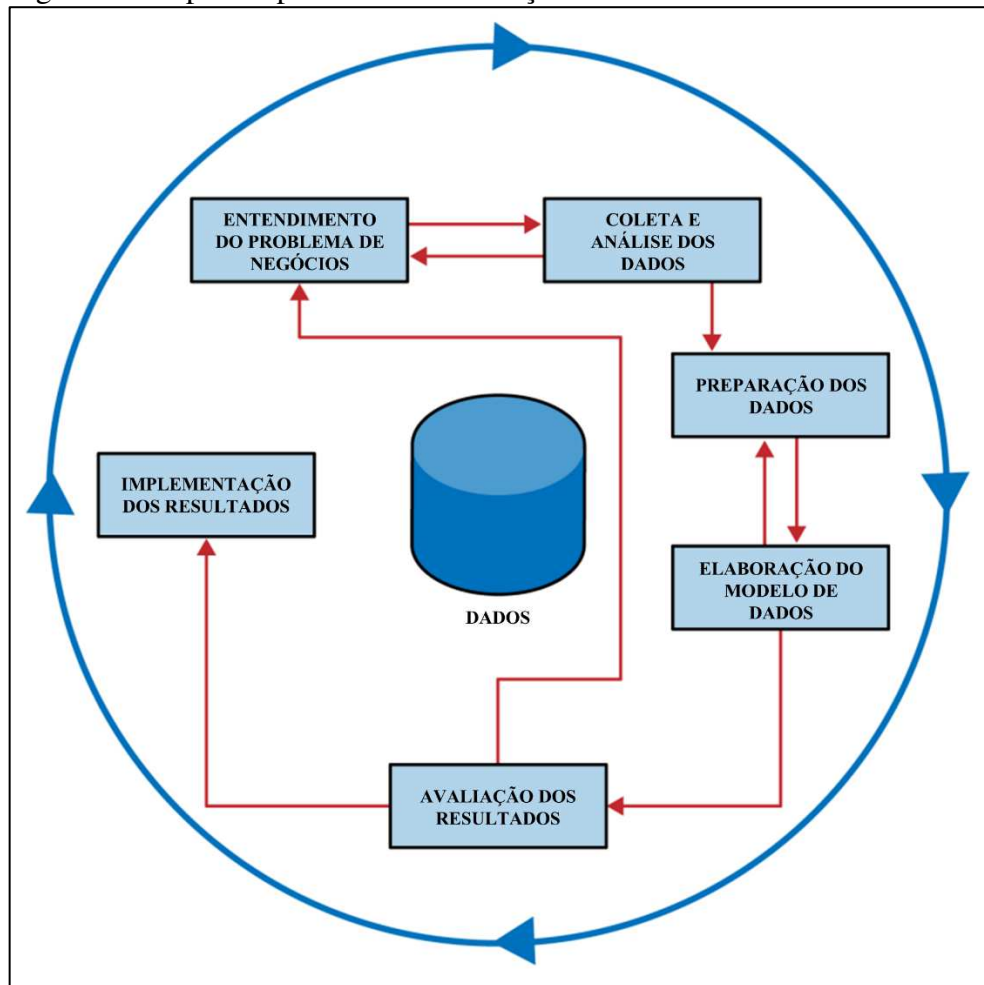 ENTENDIMENTO
DO PROBLEMA DE
NEGÓCIOS
COLETA E
ANÁLISE DOS
DADOS
PREPARAÇÃO DOS
DADOS
IMPLEMENTAÇÃO
DOS RESULTADOS
ELABORAÇÃO DO
MODELO DE
DADOS
DADOS
AVALIAÇÃO DOS
RESULTADOS